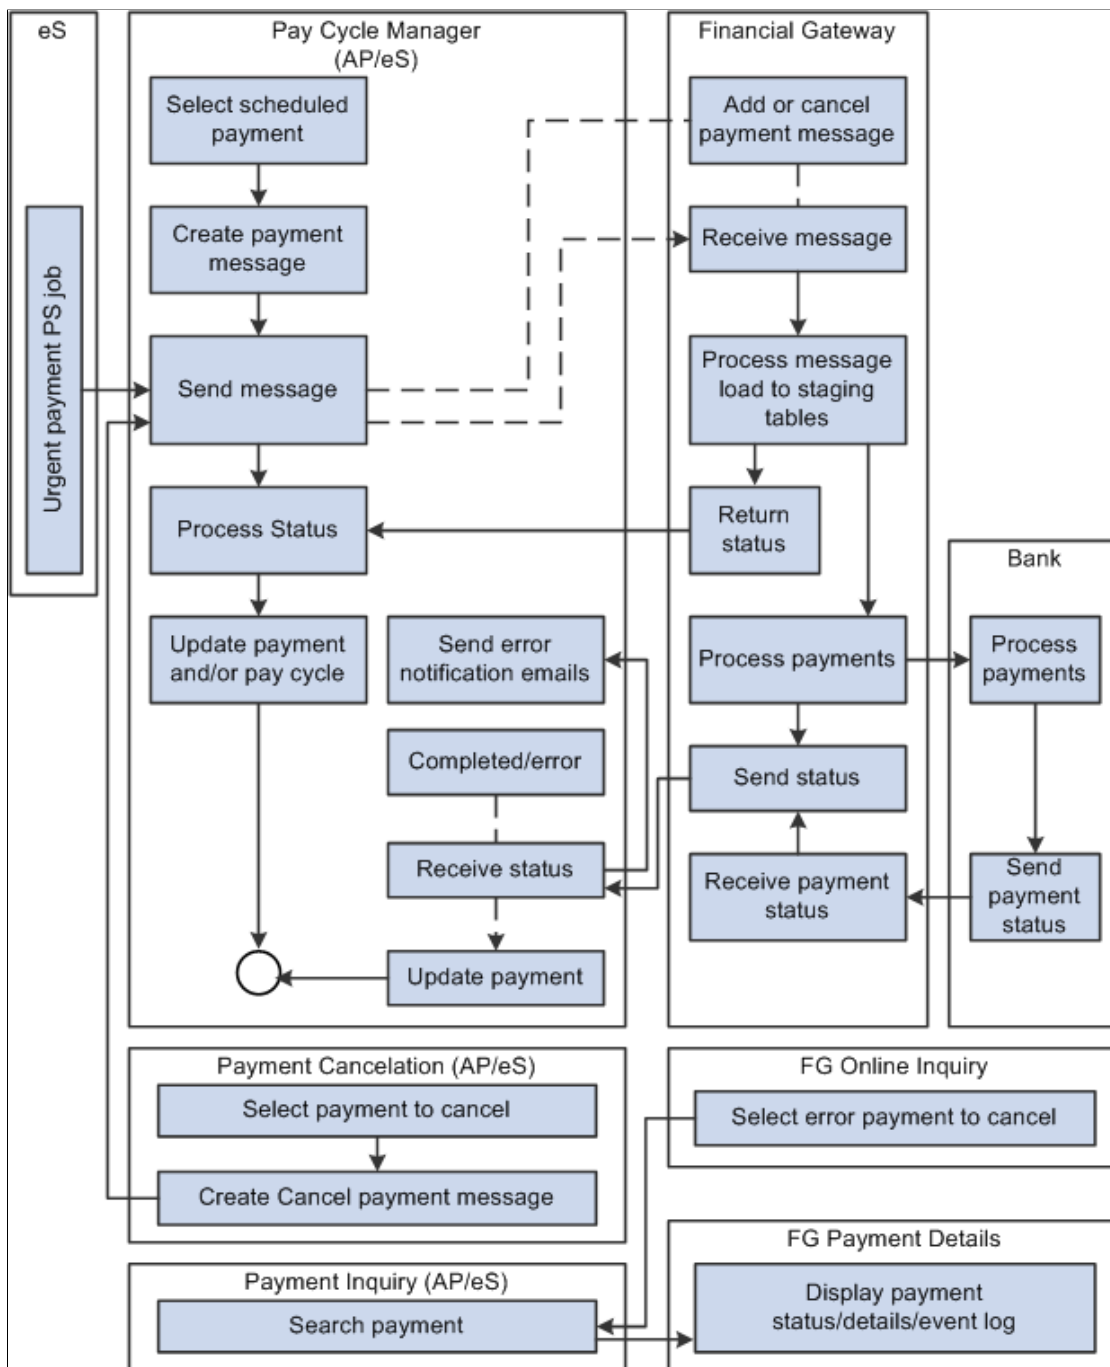 eS
Urgent payment PS job
Pay Cycle Manager
(AP/eS)
Select scheduled
payment
Create payment
message
Send message
Process Status
Update payment
and/or pay cycle
Send error
notification emails
Completed/error
Receive status
Update payment
Financial Gateway
Add or cancel
payment message
Receive message
Process message
load to staging
tables
Return
status
Process payments
Send status
Receive payment
status
Bank
Process
payments
Send
payment
status
Payment Cancelation (AP/eS)
Select payment to cancel
Create Cancel payment message
FG Online Inquiry
Select error payment to cancel
Payment Inquiry (AP/eS)
Search payment
FG Payment Details
Display payment
status/details/event log